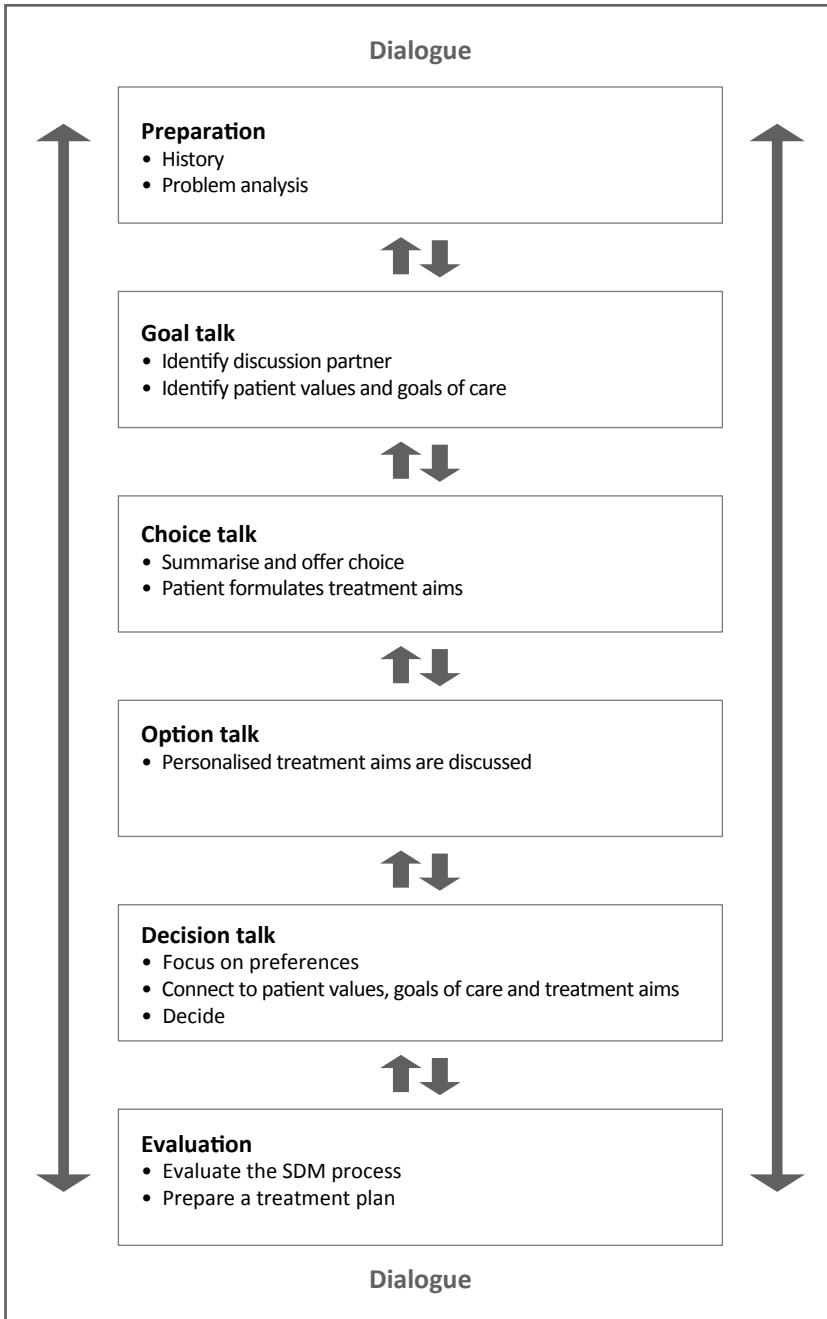 Dialogue
Preparation
• History
• Problem analysis
Goal talk
• Identify discussion partner
• Identify patient values and goals of care
Choice talk
• Summarise and offer choice
• Patient formulates treatment aims
Option talk
• Personalised treatment aims are discussed
Decision talk
• Focus on preferences
• Connect to patient values, goals of care and treatment aims
• Decide
Evaluation
• Evaluate the SDM process
• Prepare a treatment plan
Dialogue